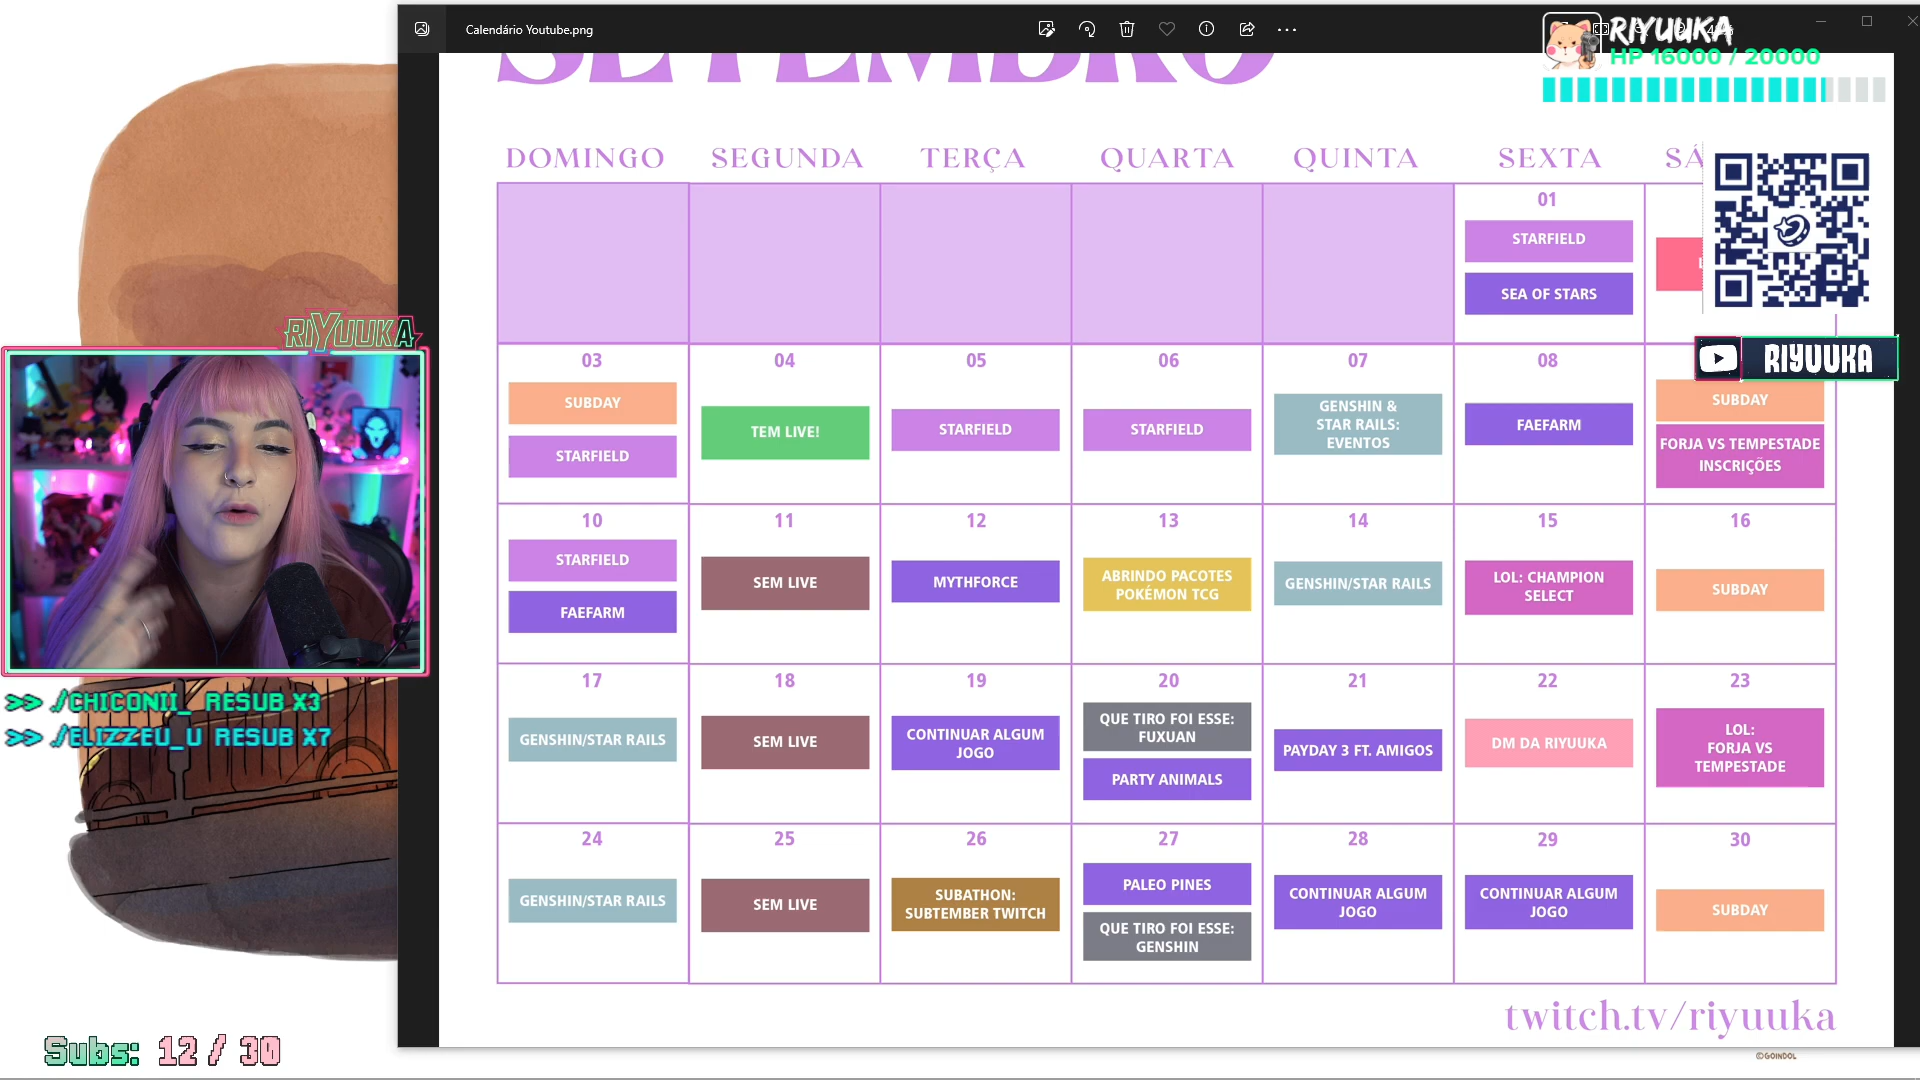 Calendário Youtube.png
RIYUUKA
HP 16000 / 20000
SETEMBRO
DOMINGO SEGUNDA TERÇA QUARTA QUINTA SEXTA SÁ
01
STARFIELD
SEA OF STARS
RIYUUKA
RIYUUKA
03 04 05 06 07 08
SUBDAY
STARFIELD
TEM LIVE!
STARFIELD
STARFIELD
GENSHIN &
STAR RAILS:
EVENTOS
FAEFARM
SUBDAY
FORJA VS TEMPESTADE
INSCRIÇÕES
10 11 12 13 14 15 16
STARFIELD
FAEFARM
SEM LIVE
MYTHFORCE
ABRINDO PACOTES
POKÉMON TCG
GENSHIN/STAR RAILS
LOL: CHAMPION
SELECT
SUBDAY
17 18 19 20 21 22 23
GENSHIN/STAR RAILS
SEM LIVE
CONTINUAR ALGUM
JOGO
QUE TIRO FOI ESSE:
FUXUAN
PARTY ANIMALS
PAYDAY 3 FT. AMIGOS
DM DA RIYUUKA
LOL:
FORJA VS
TEMPESTADE
>> ./CHICONII_ RESUB X3
>> ./ELIZZEU_U RESUB X7
24 25 26 27 28 29 30
GENSHIN/STAR RAILS
SEM LIVE
SUBATHON:
SUBTEMBER TWITCH
PALEO PINES
QUE TIRO FOI ESSE:
GENSHIN
CONTINUAR ALGUM
JOGO
CONTINUAR ALGUM
JOGO
SUBDAY
twitch.tv/riyuuka
Subs: 12 / 30
©GOINDOL